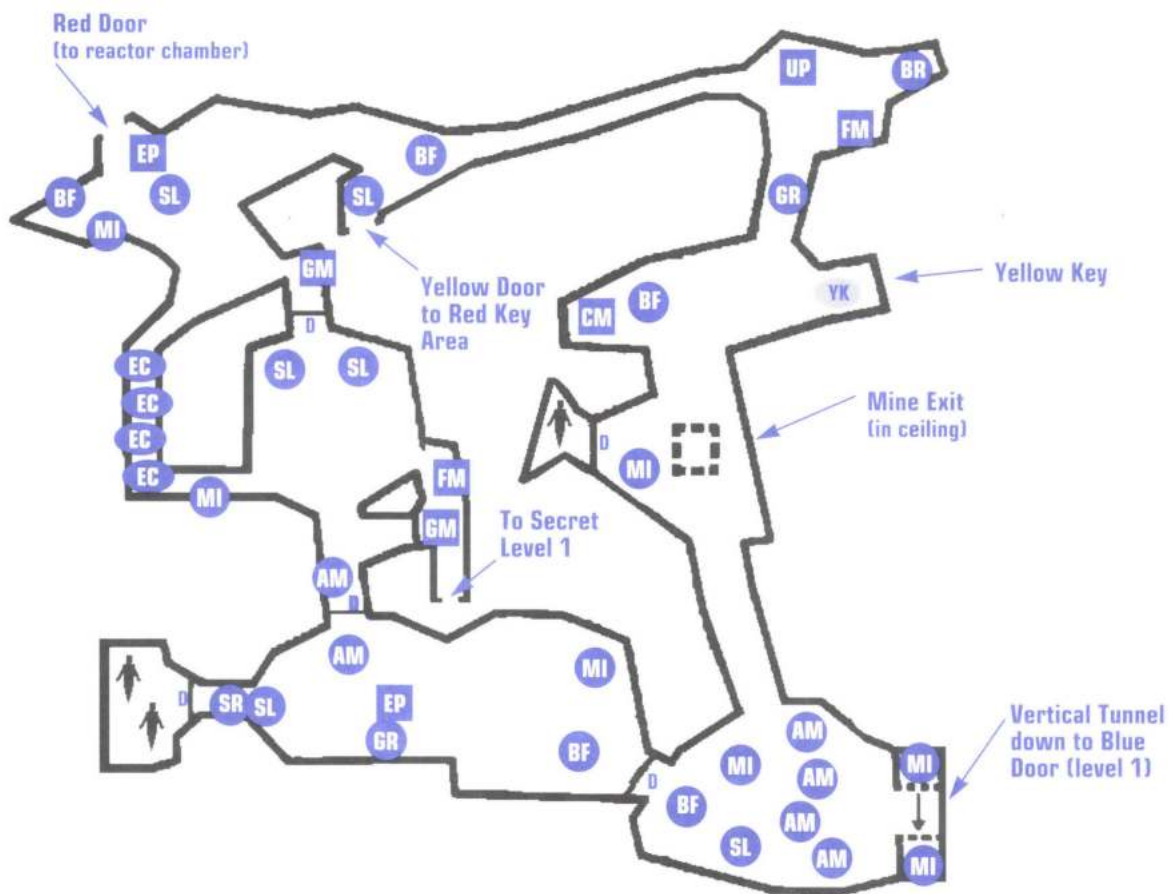 Red Door
(to reactor chamber)
UP
BR
EP
BF
FM
BF
SL
SL
GR
MI
GM
Yellow Door
to Red Key
Area
CM
BF
YK
Yellow Key
D
EC
SL
SL
EC
Mine Exit
(in ceiling)
EC
D
MI
EC
MI
FM
GM
To Secret
Level 1
AM
D
AM
MI
D
SR
SL
EP
GR
BF
D
AM
MI
MI
AM
BF
AM
SL
AM
MI
Vertical Tunnel
down to Blue
Door (level 1)